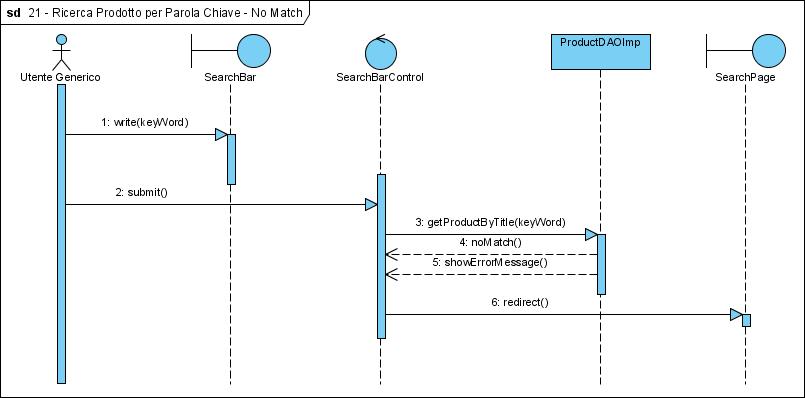 sd 21 - Ricerca Prodotto per Parola Chiave - No Match
Utente Generico
SearchBar
SearchBarControl
ProductDAOImp
SearchPage
1: write(keyWord)
2: submit()
3: getProductByTitle(keyWord)
4: noMatch()
5: showErrorMessage()
6: redirect()